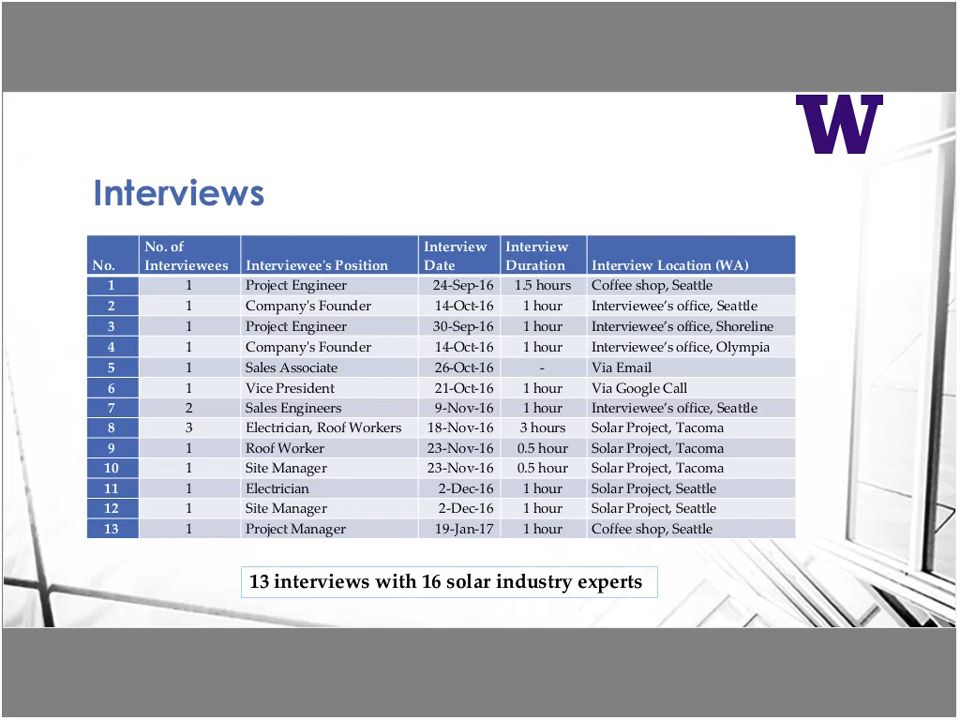 W
Interviews
No. No. of Interviewees Interviewee's Position Interview Date Interview Duration Interview Location (WA)
1 1 Project Engineer 24-Sep-16 1.5 hours Coffee shop, Seattle
2 1 Company's Founder 14-Oct-16 1 hour Interviewee's office, Seattle
3 1 Project Engineer 30-Sep-16 1 hour Interviewee's office, Shoreline
4 1 Company's Founder 14-Oct-16 1 hour Interviewee's office, Olympia
5 1 Sales Associate 26-Oct-16 - Via Email
6 1 Vice President 21-Oct-16 1 hour Via Google Call
7 2 Sales Engineers 9-Nov-16 1 hour Interviewee's office, Seattle
8 3 Electrician, Roof Workers 18-Nov-16 3 hours Solar Project, Tacoma
9 1 Roof Worker 23-Nov-16 0.5 hour Solar Project, Tacoma
10 1 Site Manager 23-Nov-16 0.5 hour Solar Project, Tacoma
11 1 Electrician 2-Dec-16 1 hour Solar Project, Seattle
12 1 Site Manager 2-Dec-16 1 hour Solar Project, Seattle
13 1 Project Manager 19-Jan-17 1 hour Coffee shop, Seattle
13 interviews with 16 solar industry experts